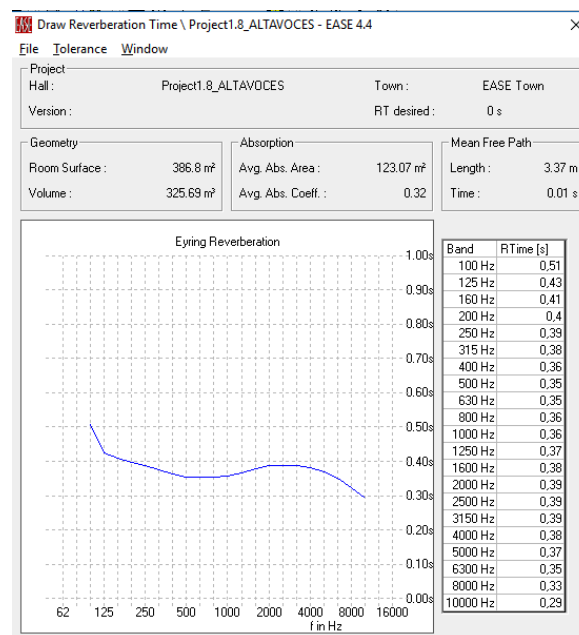 EASE Draw Reverberation Time \ Project1.8_ALTAVOCES - EASE 4.4
File Tolerance Window
Project
Hall : Project1.8_ALTAVOCES Town : EASE Town
Version : RT desired : 0 s
Geometry Absorption Mean Free Path
Room Surface : 386.8 m² Avg. Abs. Area : 123.07 m² Length : 3.37 m
Volume : 325.69 m³ Avg. Abs. Coeff. : 0.32 Time : 0.01 s
Eyring Reverberation
1.00s
0.90s
0.80s
0.70s
0.60s
0.50s
0.40s
0.30s
0.20s
0.10s
0.00s
62 125 250 500 1000 2000 4000 8000 16000
f in Hz
Band RTime [s]
100 Hz 0,51
125 Hz 0,43
160 Hz 0,41
200 Hz 0,4
250 Hz 0,39
315 Hz 0,38
400 Hz 0,36
500 Hz 0,35
630 Hz 0,35
800 Hz 0,36
1000 Hz 0,36
1250 Hz 0,37
1600 Hz 0,38
2000 Hz 0,39
2500 Hz 0,39
3150 Hz 0,39
4000 Hz 0,38
5000 Hz 0,37
6300 Hz 0,35
8000 Hz 0,33
10000 Hz 0,29